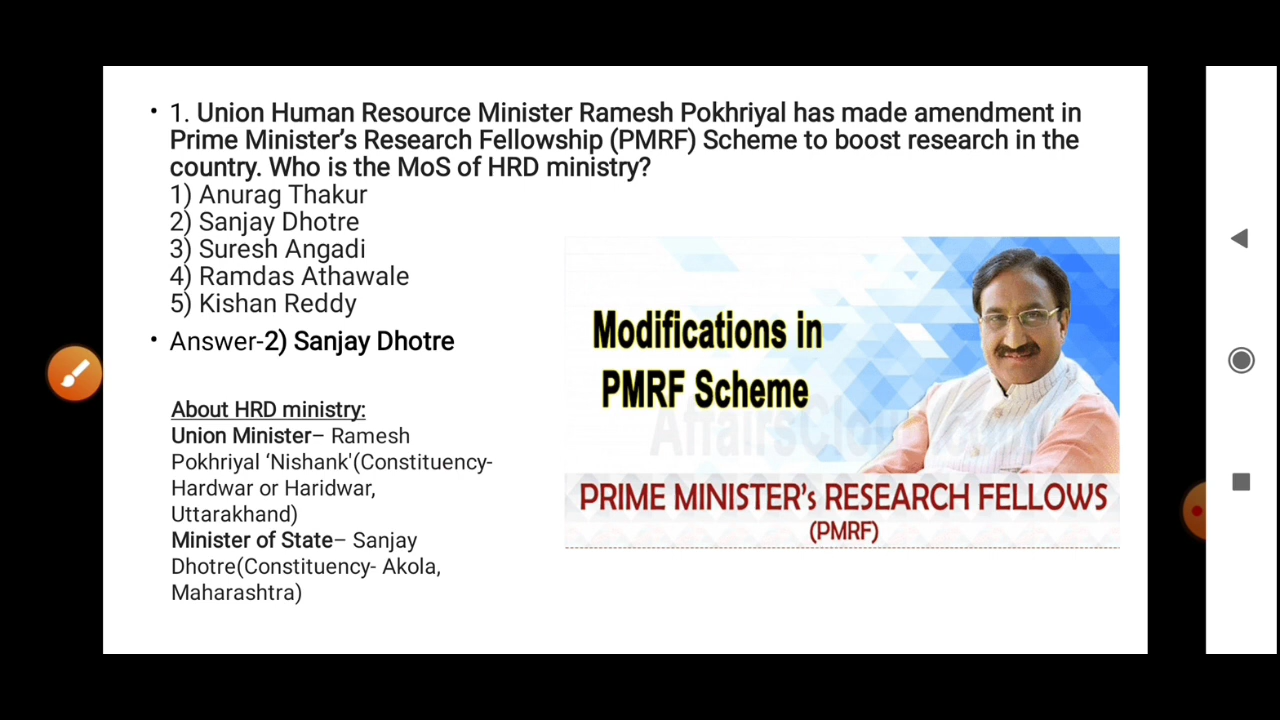 • 1. Union Human Resource Minister Ramesh Pokhriyal has made amendment in
Prime Minister’s Research Fellowship (PMRF) Scheme to boost research in the
country. Who is the MoS of HRD ministry?
1) Anurag Thakur
2) Sanjay Dhotre
3) Suresh Angadi
4) Ramdas Athawale
5) Kishan Reddy
• Answer-2) Sanjay Dhotre
About HRD ministry:
Union Minister– Ramesh
Pokhriyal ‘Nishank'(Constituency-
Hardwar or Haridwar,
Uttarakhand)
Minister of State– Sanjay
Dhotre(Constituency- Akola,
Maharashtra)
Modifications in
PMRF Scheme
AffairsCloud.com
PRIME MINISTER's RESEARCH FELLOWS
(PMRF)